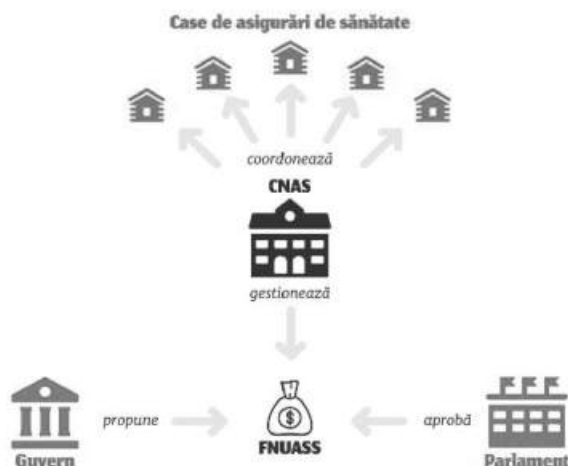 Case de asigurări de sănătate
coordonează
CNAS
gestionează
propune
$
aprobă
FNUASS
Guvern
Parlament